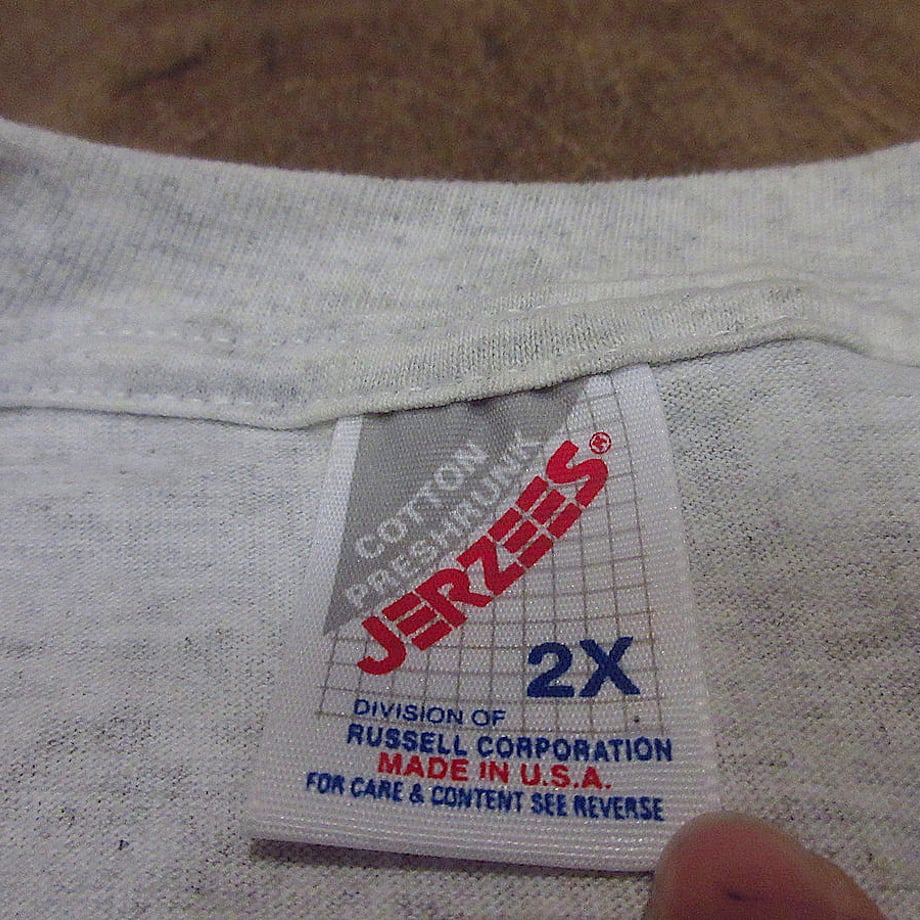 COTTON
PRESHRUNK
JERZEES®
2X
DIVISION OF
RUSSELL CORPORATION
MADE IN U.S.A.
FOR CARE & CONTENT SEE REVERSE